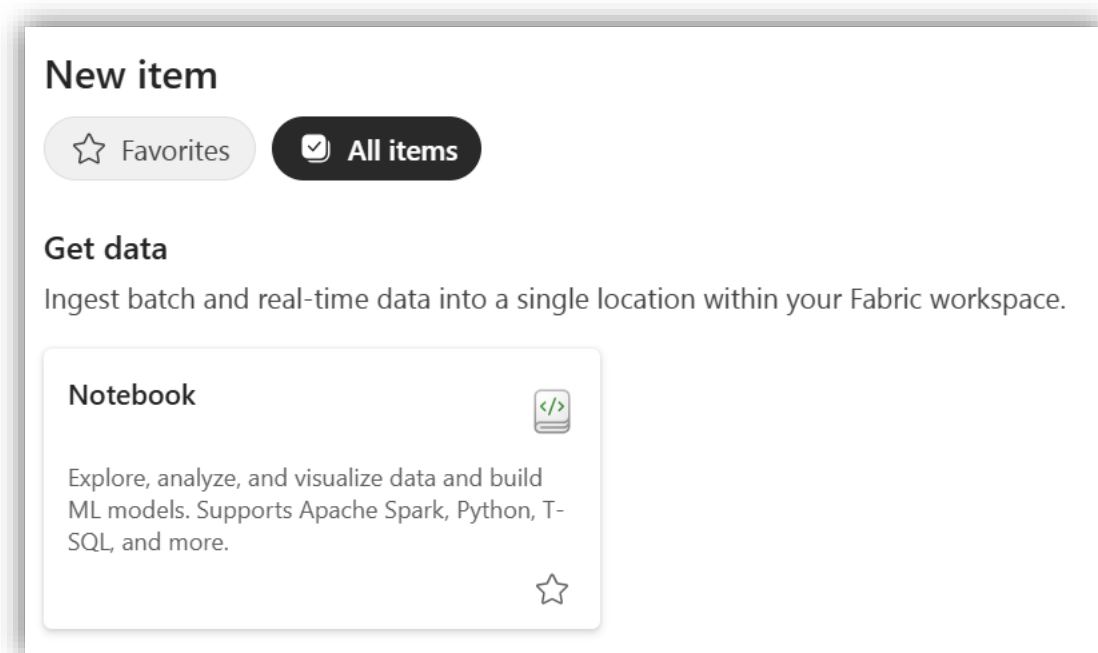 New item
Favorites
All items
Get data
Ingest batch and real-time data into a single location within your Fabric workspace.
Notebook
</>
Explore, analyze, and visualize data and build
ML models. Supports Apache Spark, Python, T-
SQL, and more.